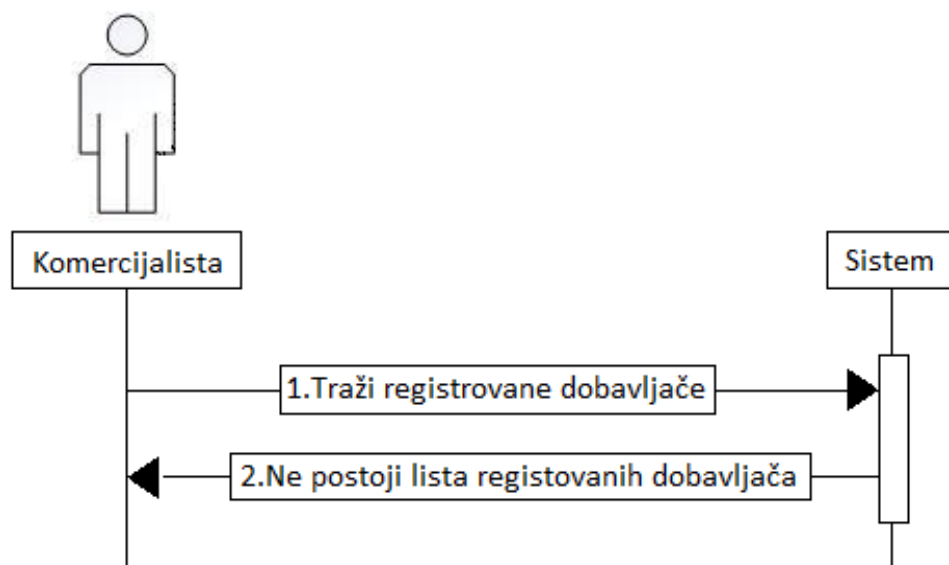 Komercijalista
Sistem
1.Traži registrovane dobavljače
2.Ne postoji lista registovanih dobavljača